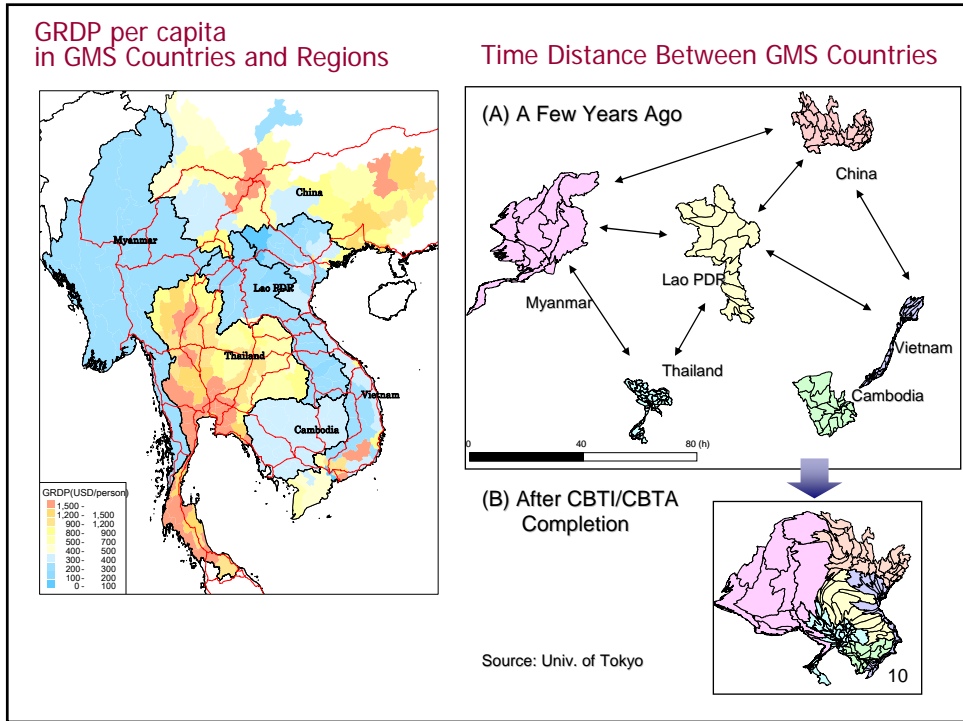 GRDP per capita
in GMS Countries and Regions
China
Myanmar
Lao PDR
Thailand
Vietnam
Cambodia
GRDP(USD/person)
1,500 -
1,200 - 1,500
900 - 1,200
800 - 900
700 - 800
500 - 700
400 - 500
300 - 400
200 - 300
100 - 200
0 - 100
Time Distance Between GMS Countries
(A) A Few Years Ago
China
Myanmar
Lao PDR
Thailand
Vietnam
Cambodia
0 40 80 (h)
(B) After CBTI/CBTA
Completion
Source: Univ. of Tokyo
10